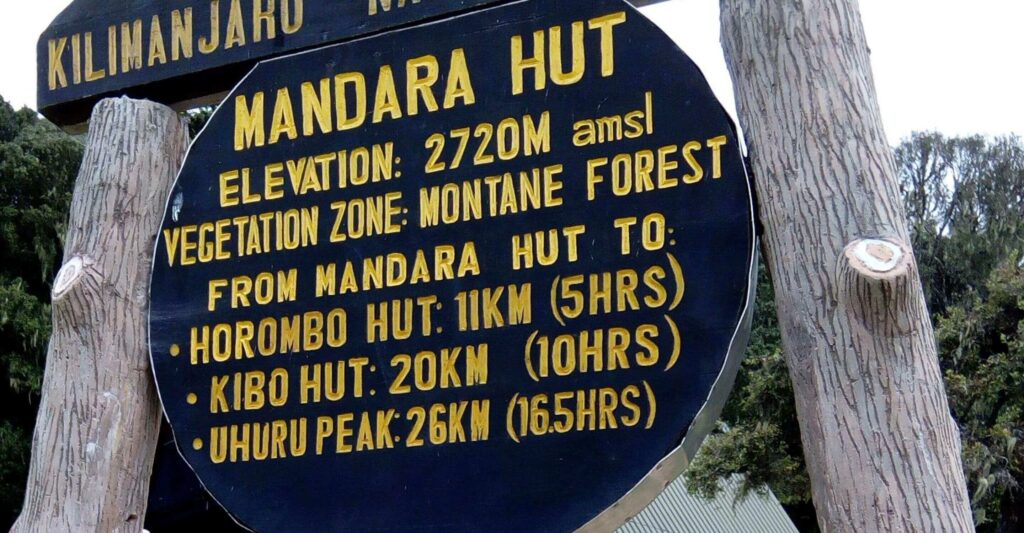 KILIMANJARO
MANDARA HUT
ELEVATION: 2720M amsl
VEGETATION ZONE: MONTANE FOREST
FROM MANDARA HUT TO:
• HOROMBO HUT: 11KM (5HRS)
• KIBO HUT: 20KM (10HRS)
• UHURU PEAK: 26KM (16.5HRS)